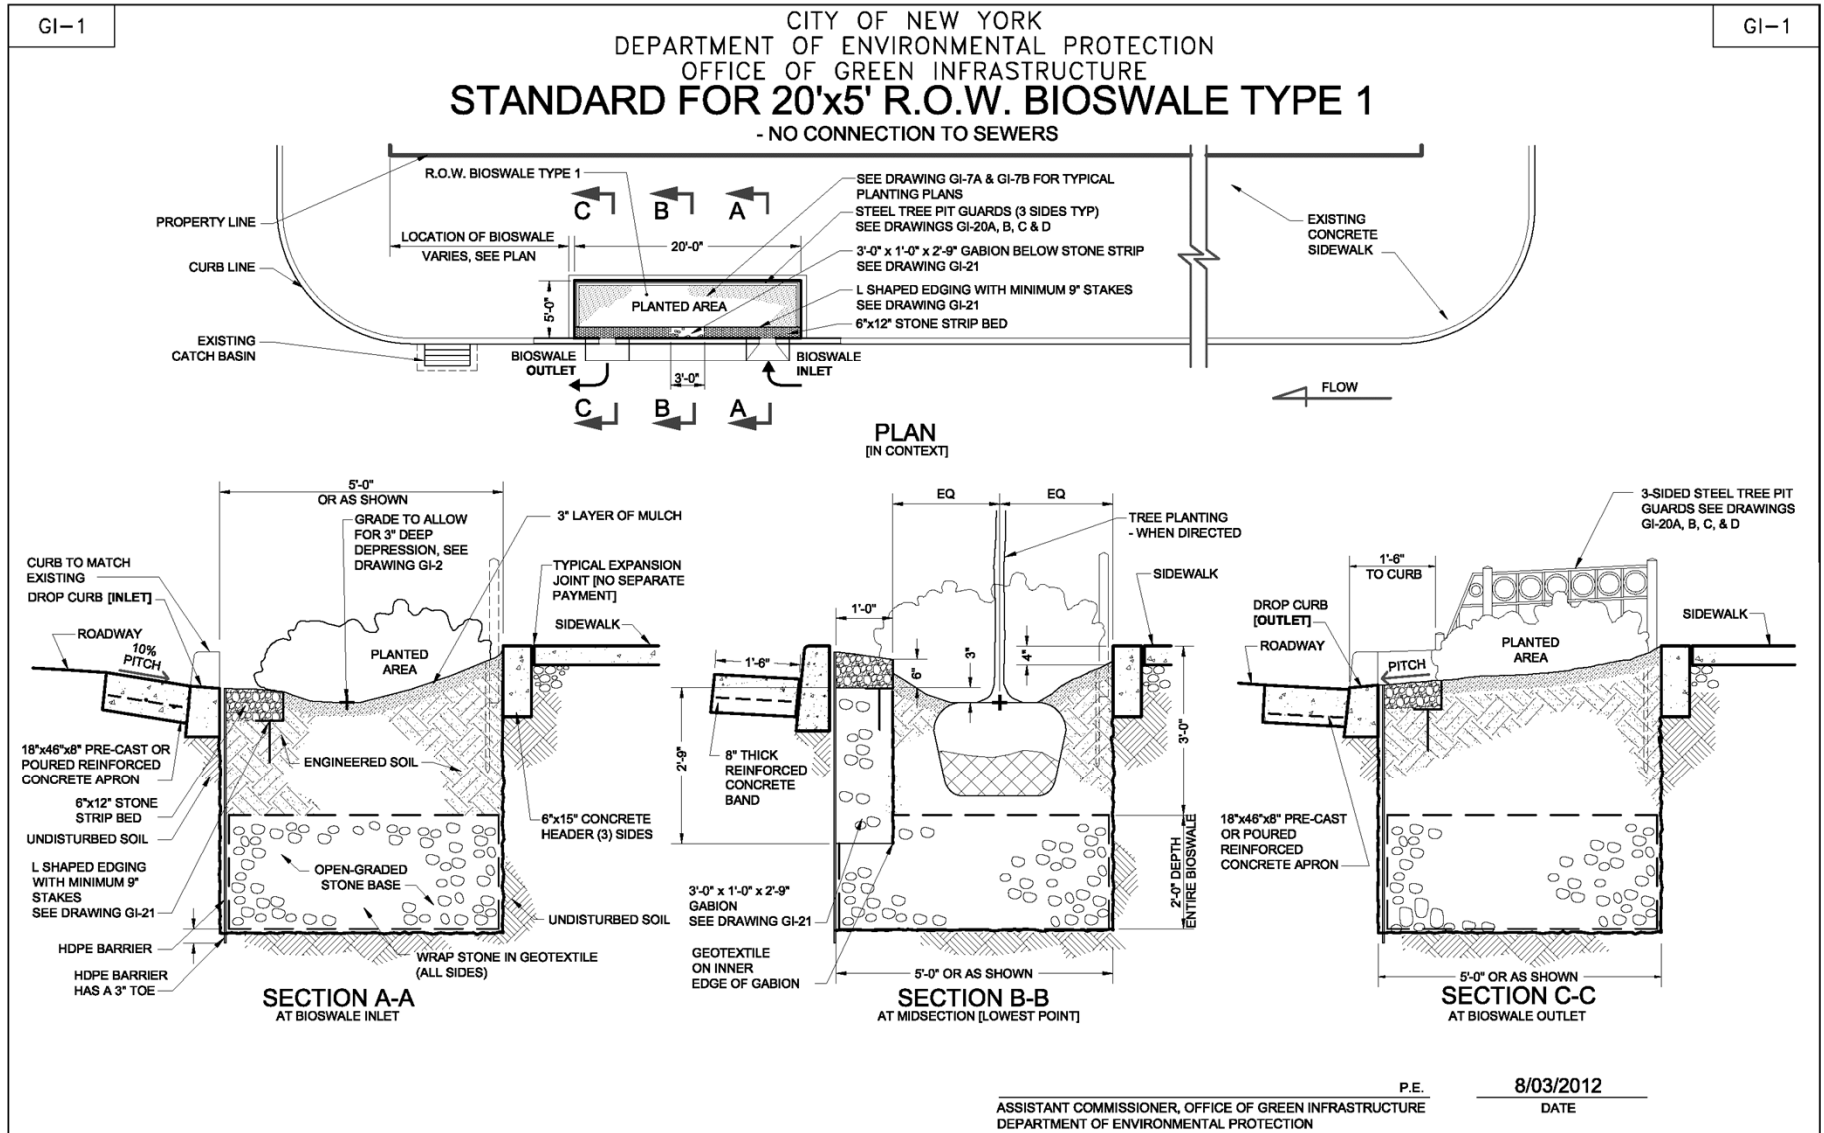 GI-1
CITY OF NEW YORK
GI-1
DEPARTMENT OF ENVIRONMENTAL PROTECTION
OFFICE OF GREEN INFRASTRUCTURE
STANDARD FOR 20'x5' R.O.W. BIOSWALE TYPE 1
- NO CONNECTION TO SEWERS
R.O.W. BIOSWALE TYPE 1
C
B
A
SEE DRAWING GI-7A & GI-7B FOR TYPICAL
PLANTING PLANS
STEEL TREE PIT GUARDS (3 SIDES TYP)
SEE DRAWINGS GI-20A, B, C & D
PROPERTY LINE
LOCATION OF BIOSWALE
VARIES, SEE PLAN
20'-0"
3'-0" x 1'-0" x 2'-9" GABION BELOW STONE STRIP
SEE DRAWING GI-21
EXISTING
CONCRETE
SIDEWALK
CURB LINE
5'-0"
PLANTED AREA
L SHAPED EDGING WITH MINIMUM 9" STAKES
SEE DRAWING GI-21
6"x12" STONE STRIP BED
EXISTING
CATCH BASIN
BIOSWALE
OUTLET
3'-0"
BIOSWALE
INLET
FLOW
C
B
A
PLAN
[IN CONTEXT]
5'-0"
OR AS SHOWN
GRADE TO ALLOW
FOR 3" DEEP
DEPRESSION, SEE
DRAWING GI-2
3" LAYER OF MULCH
CURB TO MATCH
EXISTING
DROP CURB [INLET]
TYPICAL EXPANSION
JOINT [NO SEPARATE
PAYMENT]
SIDEWALK
ROADWAY
10%
PITCH
PLANTED
AREA
18"x46"x8" PRE-CAST OR
POURED REINFORCED
CONCRETE APRON
ENGINEERED SOIL
6"x12" STONE
STRIP BED
UNDISTURBED SOIL
6"x15" CONCRETE
HEADER (3) SIDES
L SHAPED EDGING
WITH MINIMUM 9"
STAKES
SEE DRAWING GI-21
OPEN-GRADED
STONE BASE
UNDISTURBED SOIL
HDPE BARRIER
WRAP STONE IN GEOTEXTILE
(ALL SIDES)
HDPE BARRIER
HAS A 3" TOE
SECTION A-A
AT BIOSWALE INLET
EQ
EQ
TREE PLANTING
- WHEN DIRECTED
SIDEWALK
1'-0"
1'-6"
6"
3"
4"
2'-9"
3'-0"
8" THICK
REINFORCED
CONCRETE
BAND
2'-0" DEPTH
ENTIRE BIOSWALE
3'-0" x 1'-0" x 2'-9"
GABION
SEE DRAWING GI-21
GEOTEXTILE
ON INNER
EDGE OF GABION
5'-0" OR AS SHOWN
SECTION B-B
AT MIDSECTION [LOWEST POINT]
3-SIDED STEEL TREE PIT
GUARDS SEE DRAWINGS
GI-20A, B, C, & D
1'-6"
TO CURB
DROP CURB
[OUTLET]
ROADWAY
SIDEWALK
PLANTED
AREA
PITCH
18"x46"x8" PRE-CAST
OR POURED
REINFORCED
CONCRETE APRON
5'-0" OR AS SHOWN
SECTION C-C
AT BIOSWALE OUTLET
P.E.
8/03/2012
ASSISTANT COMMISSIONER, OFFICE OF GREEN INFRASTRUCTURE
DEPARTMENT OF ENVIRONMENTAL PROTECTION
DATE